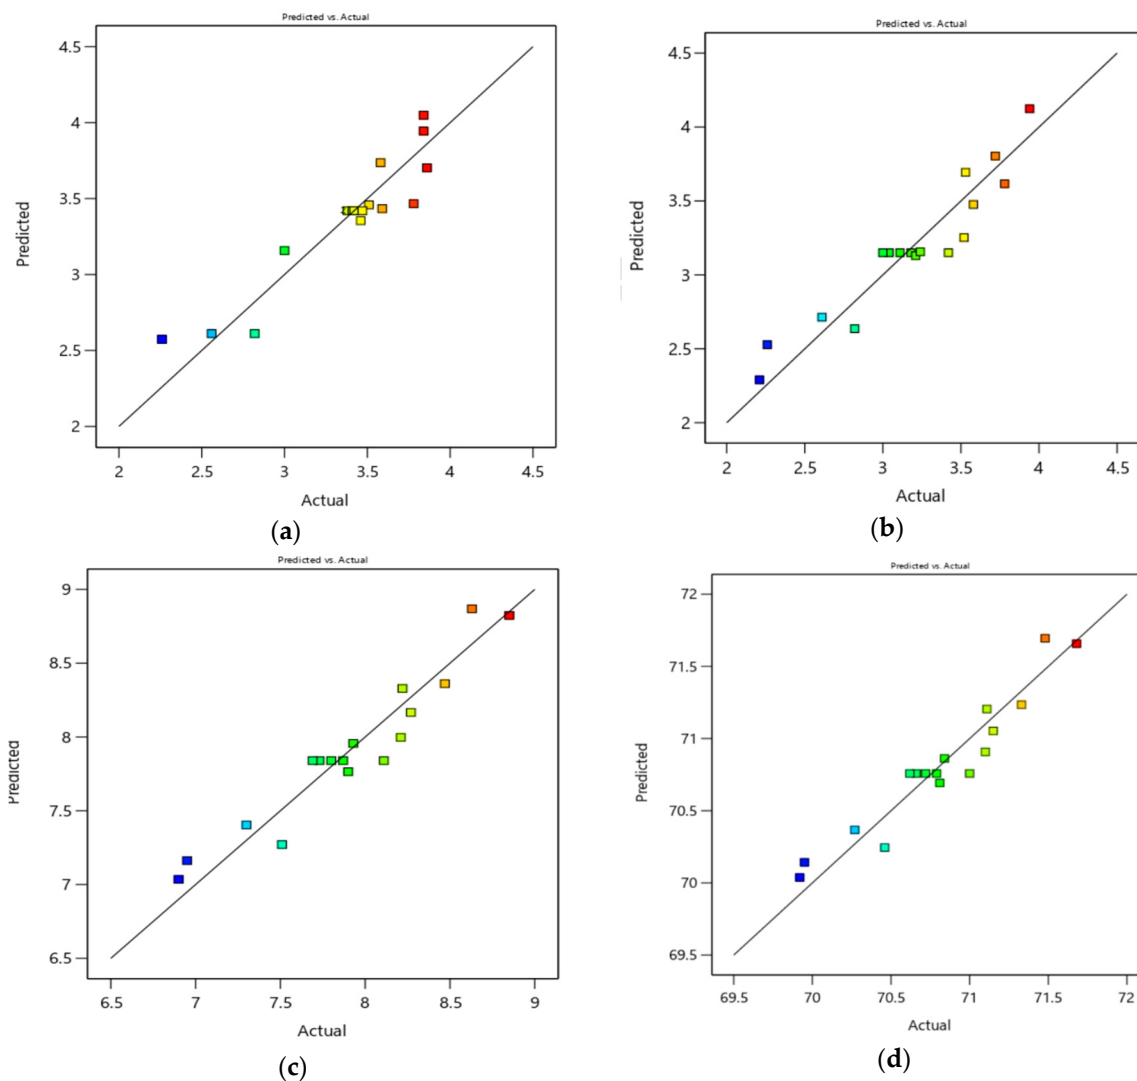 Predicted vs. Actual
4.5
4
3.5
3
2.5
2
Predicted
2 2.5 3 3.5 4 4.5
Actual
(a)
Predicted vs. Actual
4.5
4
3.5
3
2.5
2
Predicted
2 2.5 3 3.5 4 4.5
Actual
(b)
Predicted vs. Actual
9
8.5
8
7.5
7
6.5
Predicted
6.5 7 7.5 8 8.5 9
Actual
(c)
Predicted vs. Actual
72
71.5
71
70.5
70
69.5
Predicted
69.5 70 70.5 71 71.5 72
Actual
(d)